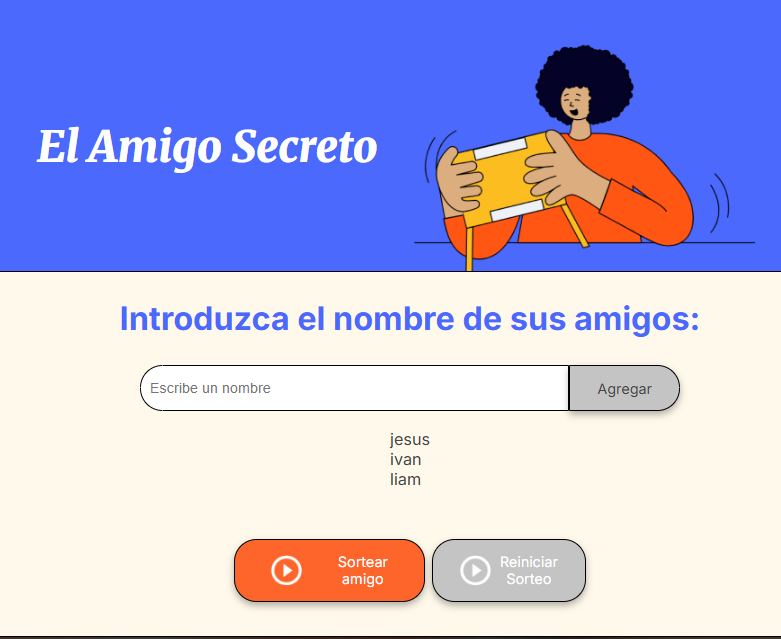 El Amigo Secreto
Introduzca el nombre de sus amigos:
Escribe un nombre
Agregar
jesus
ivan
liam
Sortear
amigo
Reiniciar
Sorteo